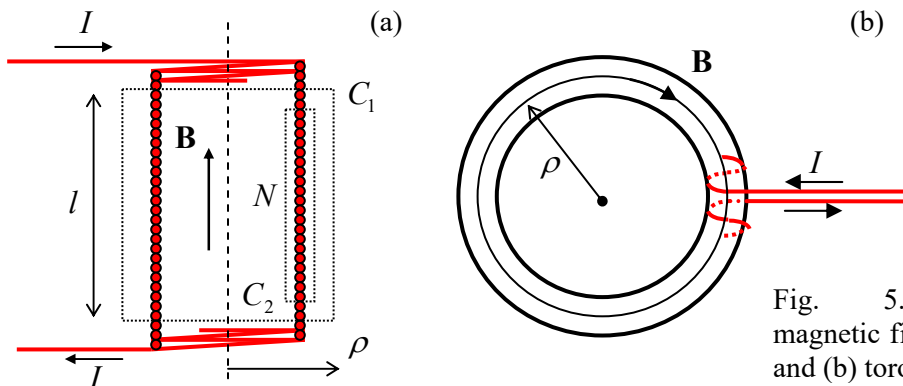 (a)
I
C₁
B
l
N
C₂
ρ
I
(b)
B
ρ
I
Fig. 5.
magnetic fi
and (b) toro